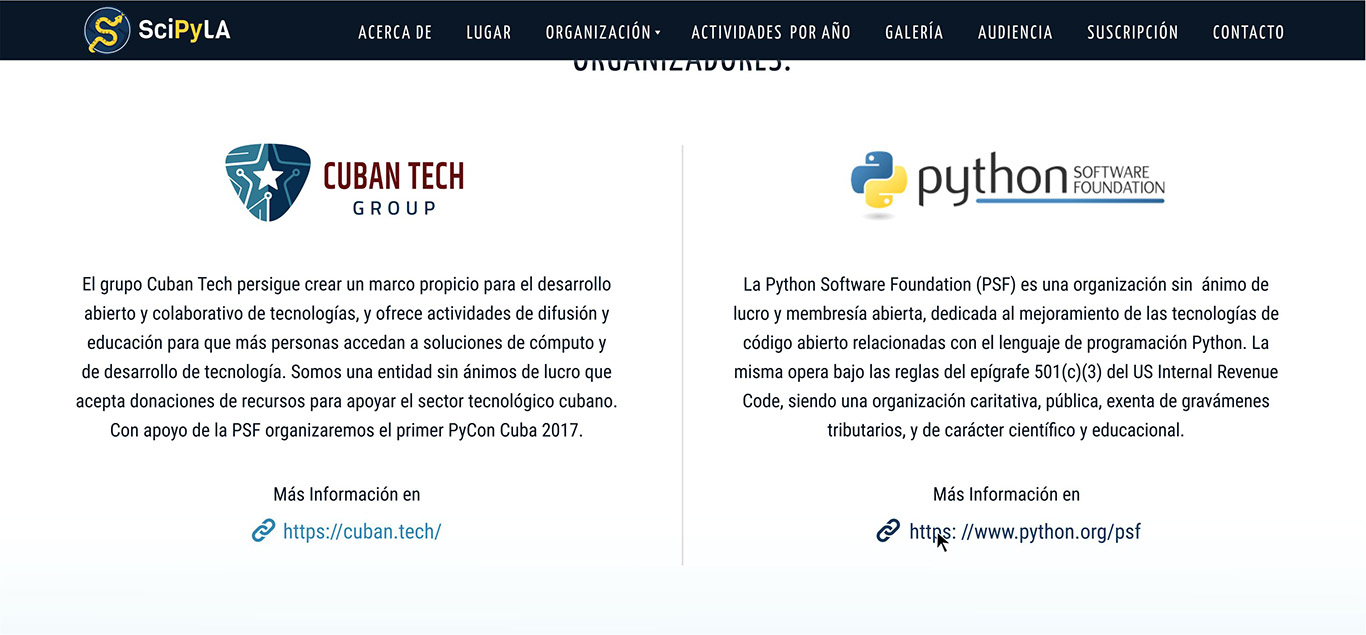 SciPyLA
ACERCA DE
LUGAR
ORGANIZACIÓN
ACTIVIDADES POR AÑO
GALERÍA
AUDIENCIA
SUSCRIPCIÓN
CONTACTO
ORGANIZADORES:
CUBAN TECH
GROUP
El grupo Cuban Tech persigue crear un marco propicio para el desarrollo
abierto y colaborativo de tecnologías, y ofrece actividades de difusión y
educación para que más personas accedan a soluciones de cómputo y
de desarrollo de tecnología. Somos una entidad sin ánimos de lucro que
acepta donaciones de recursos para apoyar el sector tecnológico cubano.
Con apoyo de la PSF organizaremos el primer PyCon Cuba 2017.
Más Información en
https://cuban.tech/
python SOFTWARE
FOUNDATION
La Python Software Foundation (PSF) es una organización sin  ánimo de
lucro y membresía abierta, dedicada al mejoramiento de las tecnologías de
código abierto relacionadas con el lenguaje de programación Python. La
misma opera bajo las reglas del epígrafe 501(c)(3) del US Internal Revenue
Code, siendo una organización caritativa, pública, exenta de gravámenes
tributarios, y de carácter científico y educacional.
Más Información en
https: //www.python.org/psf